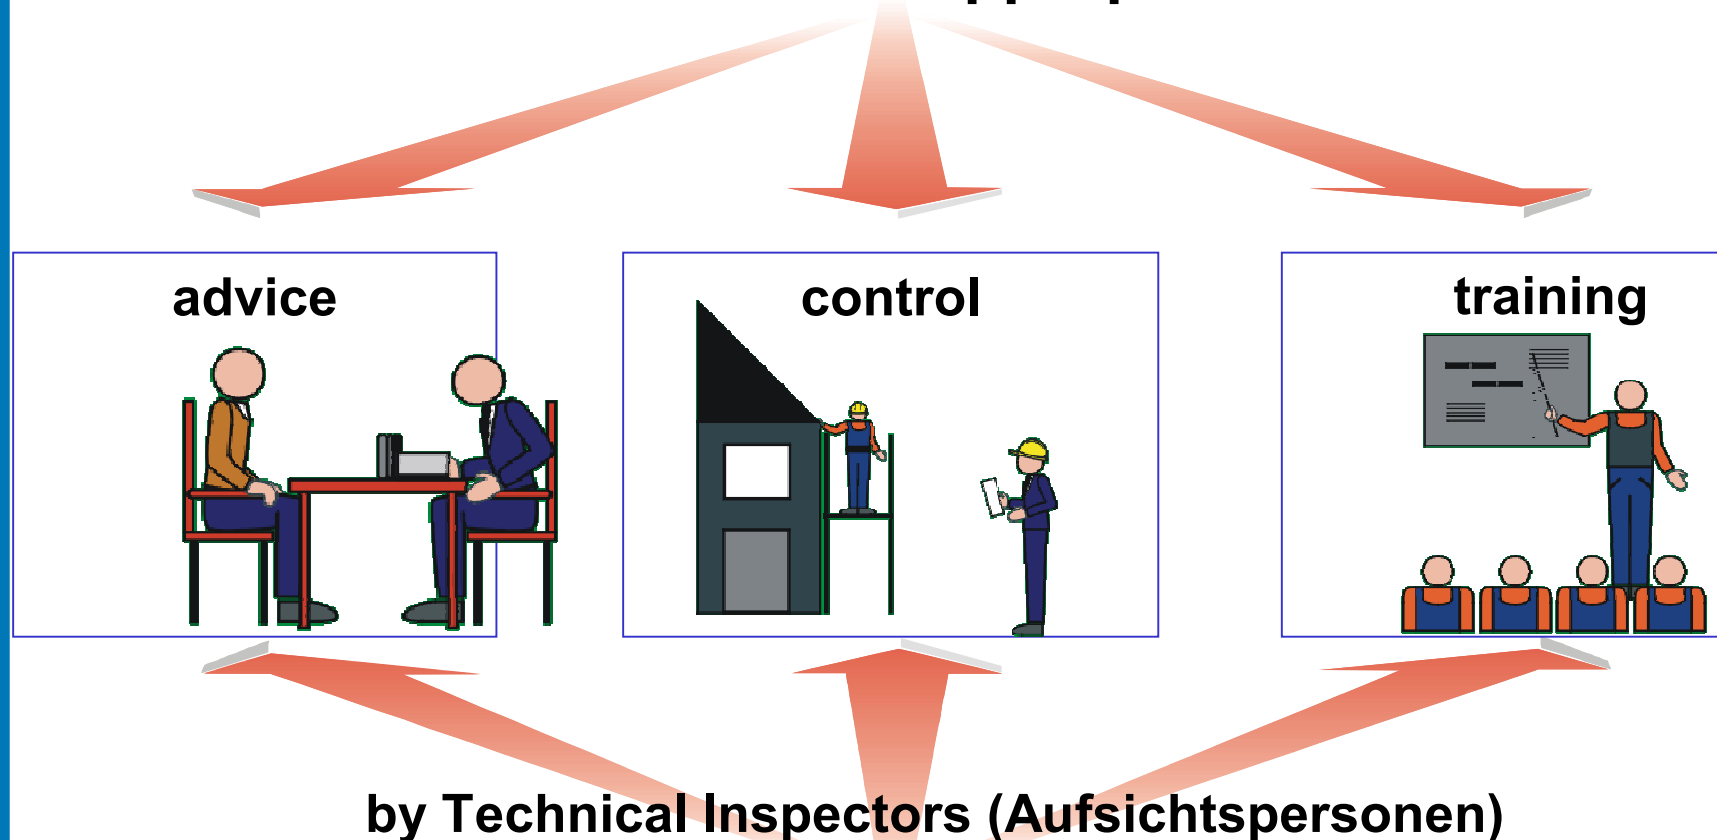 advice
control
training
by Technical Inspectors (Aufsichtspersonen)